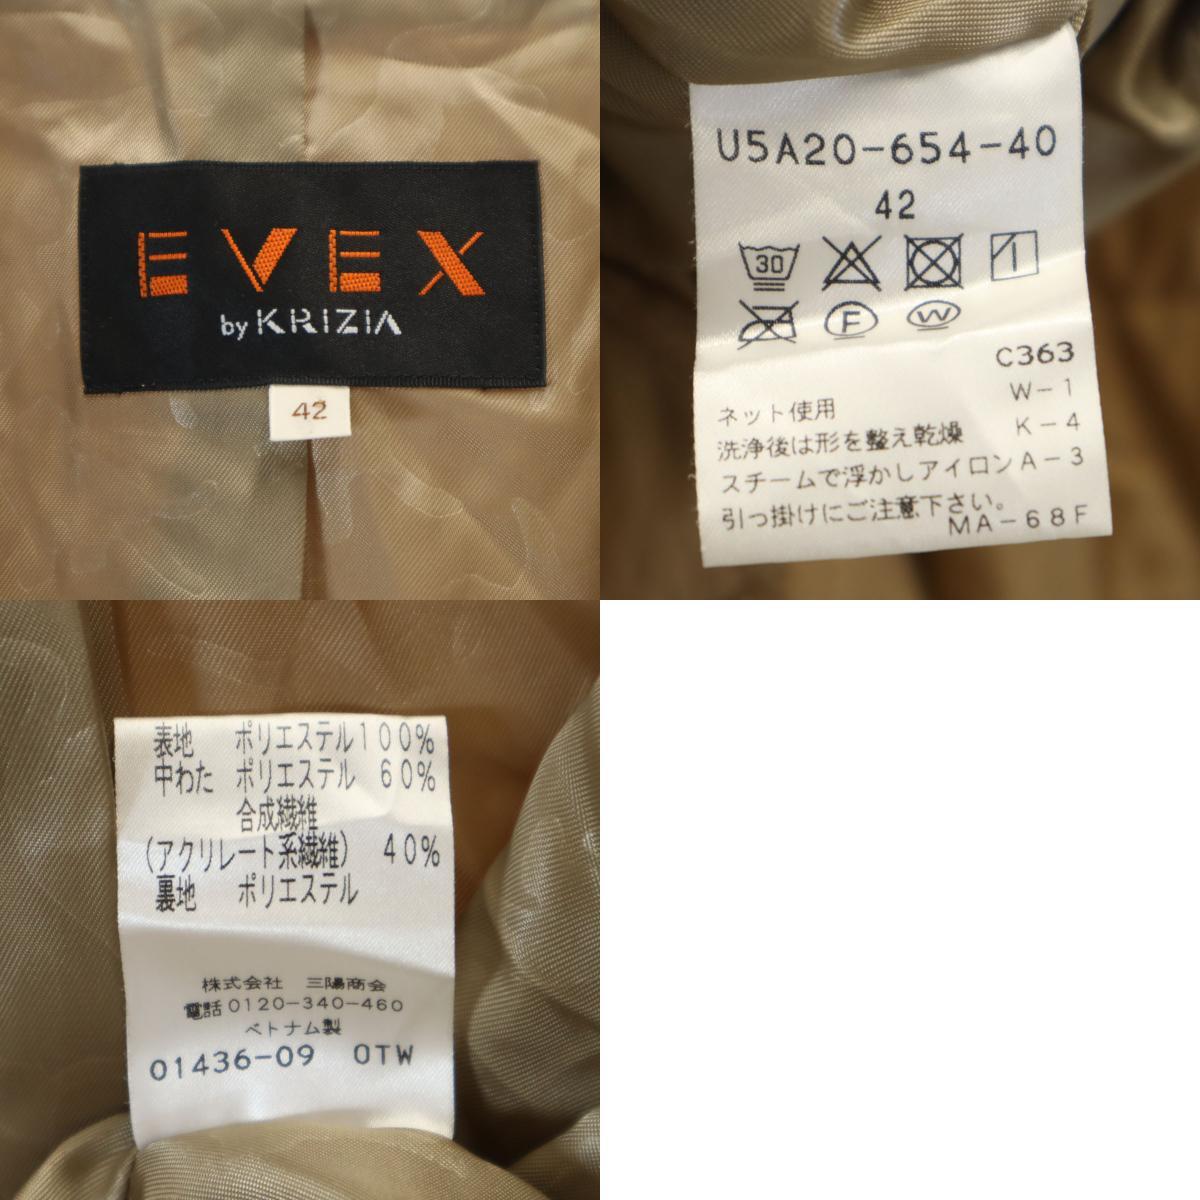 EVEX
by KRIZIA
42
U5A20-654-40
42
30
F
W
C363
W-1
ネット使用
K-4
洗浄後は形を整え乾燥
スチームで浮かしアイロン A-3
引っ掛けにご注意下さい。
MA-68F
表地 ポリエステル100%
中わた ポリエステル 60%
合成繊維
(アクリレート系繊維) 40%
裏地 ポリエステル
株式会社 三陽商会
電話0120-340-460
ベトナム製
01436-09 OTW